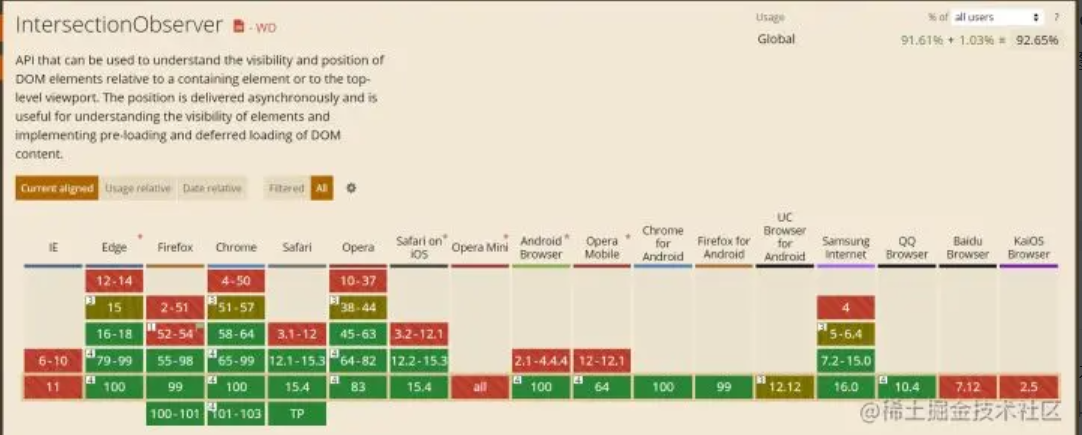 IntersectionObserver - WD
Usage % of all users ?
Global 91.61% + 1.03% = 92.65%
API that can be used to understand the visibility and position of
DOM elements relative to a containing element or to the top-
level viewport. The position is delivered asynchronously and is
useful for understanding the visibility of elements and
implementing pre-loading and deferred loading of DOM
content.
Current aligned Usage relative Date relative Filtered All
IE Edge * Firefox Chrome Safari Opera Safari on iOS * Opera Mini * Android Browser * Opera Mobile * Chrome for Android Firefox for Android UC Browser for Android Samsung Internet QQ Browser Baidu Browser KaiOS Browser
12-14 4-50 10-37
3 15 2-51 3 51-57 3 38-44 4
16-18 1 52-54 58-64 3.1-12 45-63 3.2-12.1 3 5-6.4
6-10 4 79-99 55-98 4 65-99 12.1-15.3 4 64-82 12.2-15.3 2.1-4.4.4 12-12.1 7.2-15.0
11 4 100 99 4 100 15.4 4 83 15.4 all 4 100 4 64 100 99 3 12.12 16.0 4 10.4 7.12 2.5
100-101 4 101-103 TP
@稀土掘金技术社区